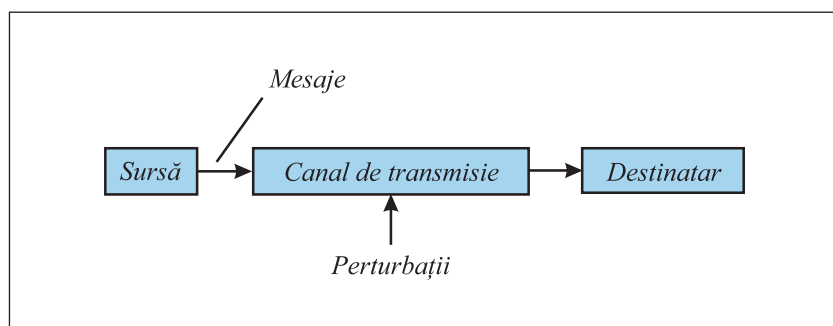 Mesaje
Sursă
Canal de transmisie
Destinatar
Perturbații